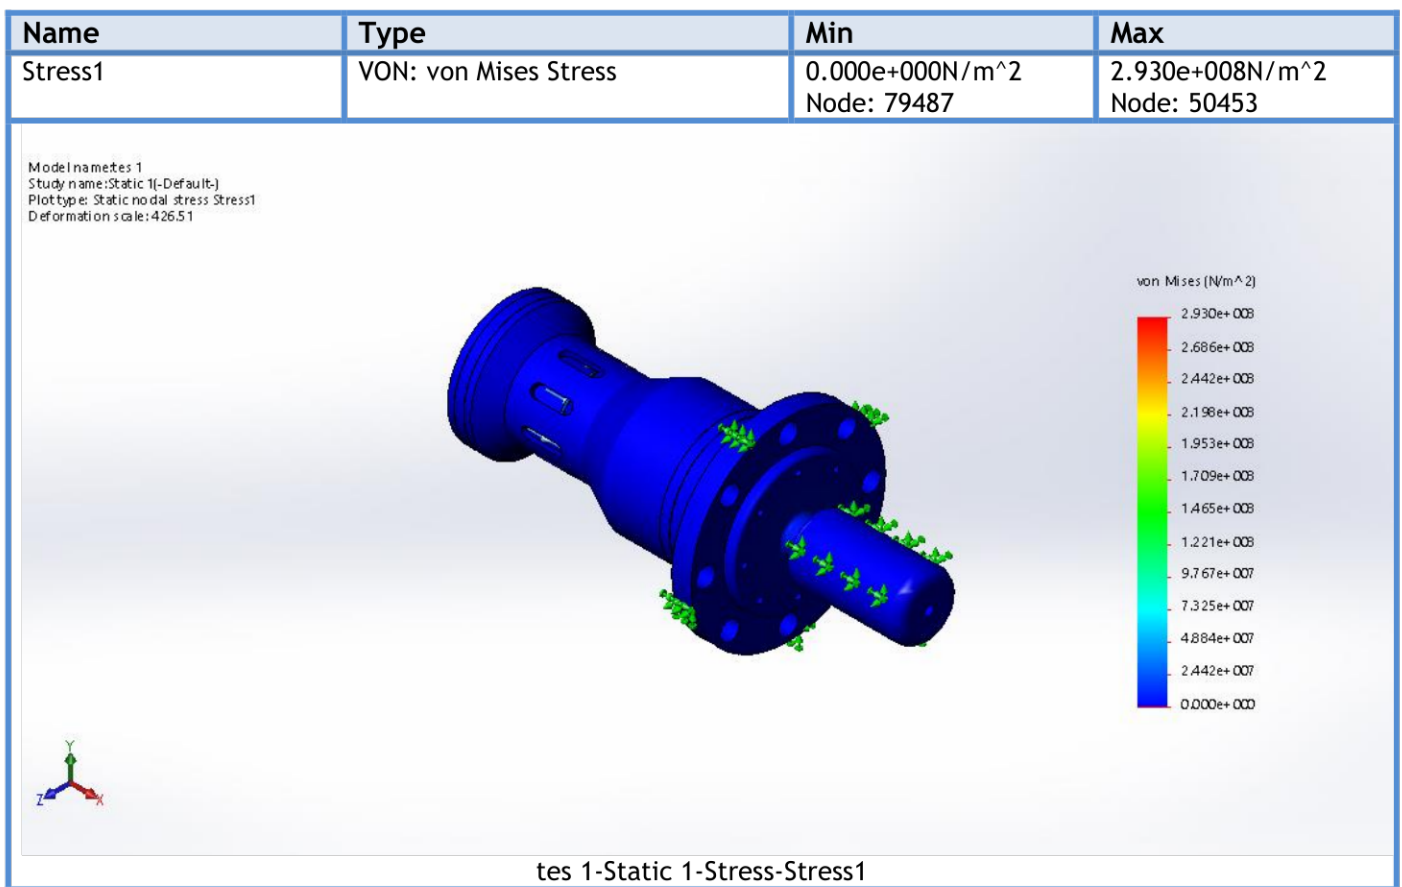 Name Type Min Max
Stress1 VON: von Mises Stress 0.000e+000N/m^2 2.930e+008N/m^2
Node: 79487 Node: 50453
Model name:tes 1
Study name:Static 1(-Default-)
Plot type: Static nodal stress Stress1
Deformation scale: 426.51
von Mises (N/m^2)
2.930e+008
2.686e+008
2.442e+008
2.198e+008
1.953e+008
1.709e+008
1.465e+008
1.221e+008
9.767e+007
7.325e+007
4.884e+007
2.442e+007
0.000e+000
Y
Z X
tes 1-Static 1-Stress-Stress1